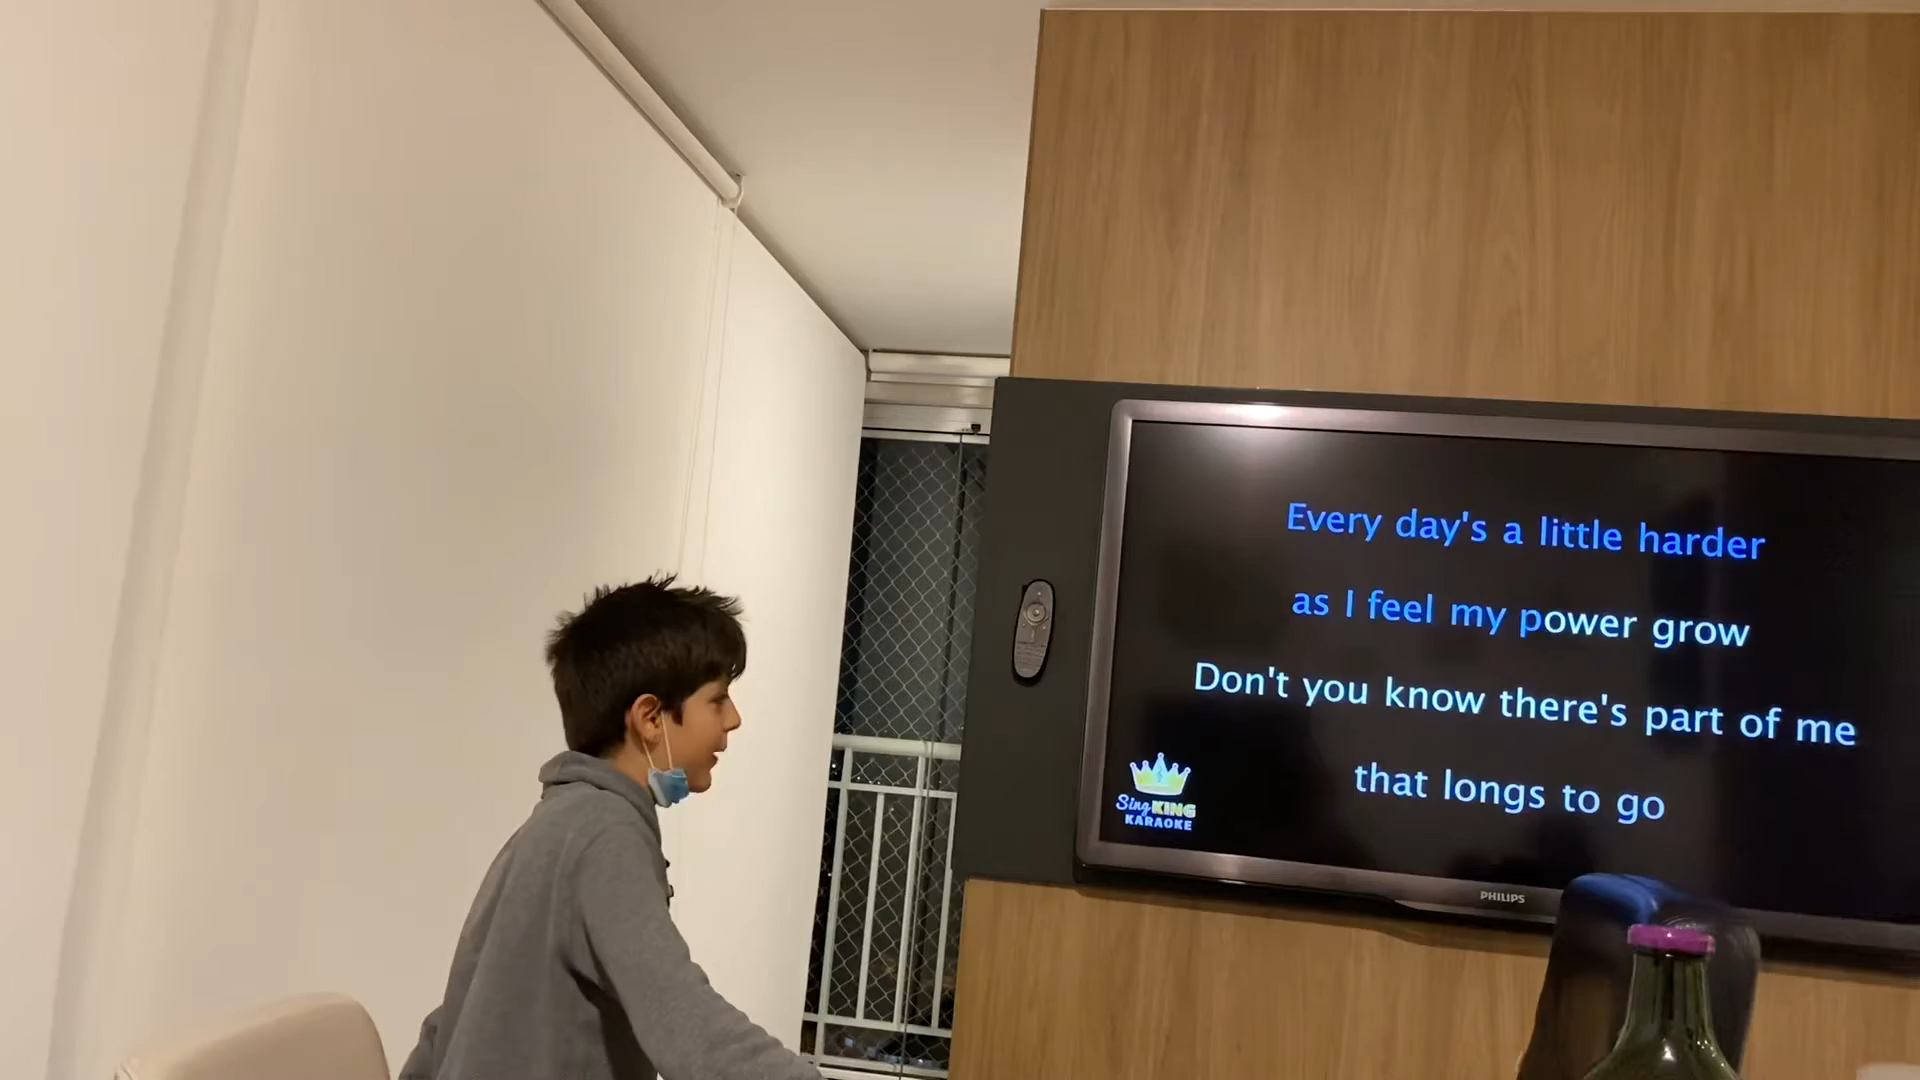 Every day's a little harder
as I feel my power grow
Don't you know there's part of me
that longs to go
Sing KING
KARAOKE
PHILIPS